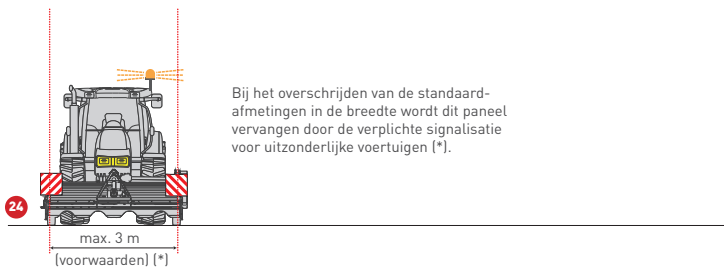 Bij het overschrijden van de standaard-
afmetingen in de breedte wordt dit paneel
vervangen door de verplichte signalisatie
voor uitzonderlijke voertuigen (*).
24
max. 3 m
(voorwaarden) (*)